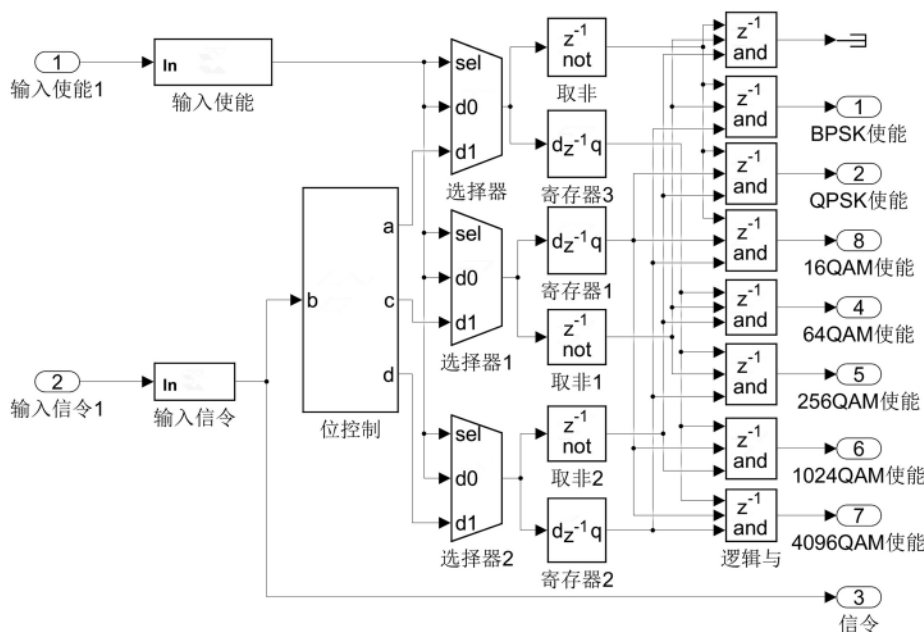 1
输入使能1
In
输入使能
2
输入信令1
In
输入信令
b
a
c
d
位控制
sel
d0
d1
选择器
sel
d0
d1
选择器1
sel
d0
d1
选择器2
z⁻¹
not
取非
dz⁻¹q
寄存器3
dz⁻¹q
寄存器1
z⁻¹
not
取非1
z⁻¹
not
取非2
dz⁻¹q
寄存器2
z⁻¹
and
z⁻¹
and
z⁻¹
and
z⁻¹
and
z⁻¹
and
z⁻¹
and
z⁻¹
and
z⁻¹
and
逻辑与
1
BPSK使能
2
QPSK使能
8
16QAM使能
4
64QAM使能
5
256QAM使能
6
1024QAM使能
7
4096QAM使能
3
信令